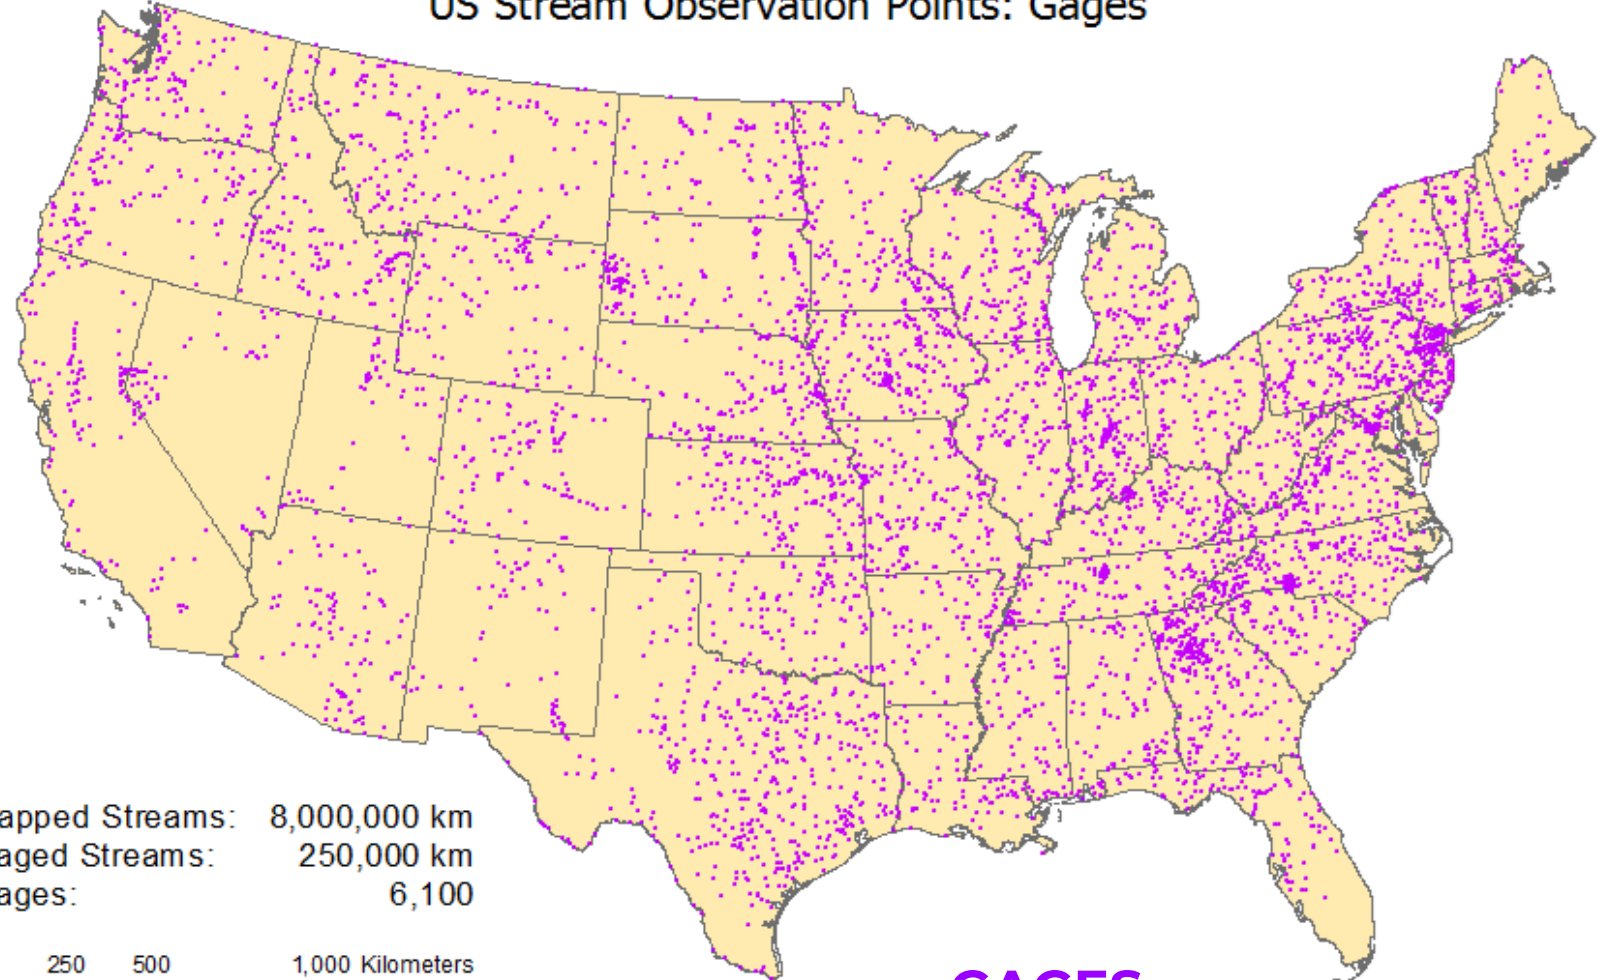 US Stream Observation Points: Gages
apped Streams: 8,000,000 km
aged Streams: 250,000 km
ages: 6,100
250 500 1,000 Kilometers
GAGES